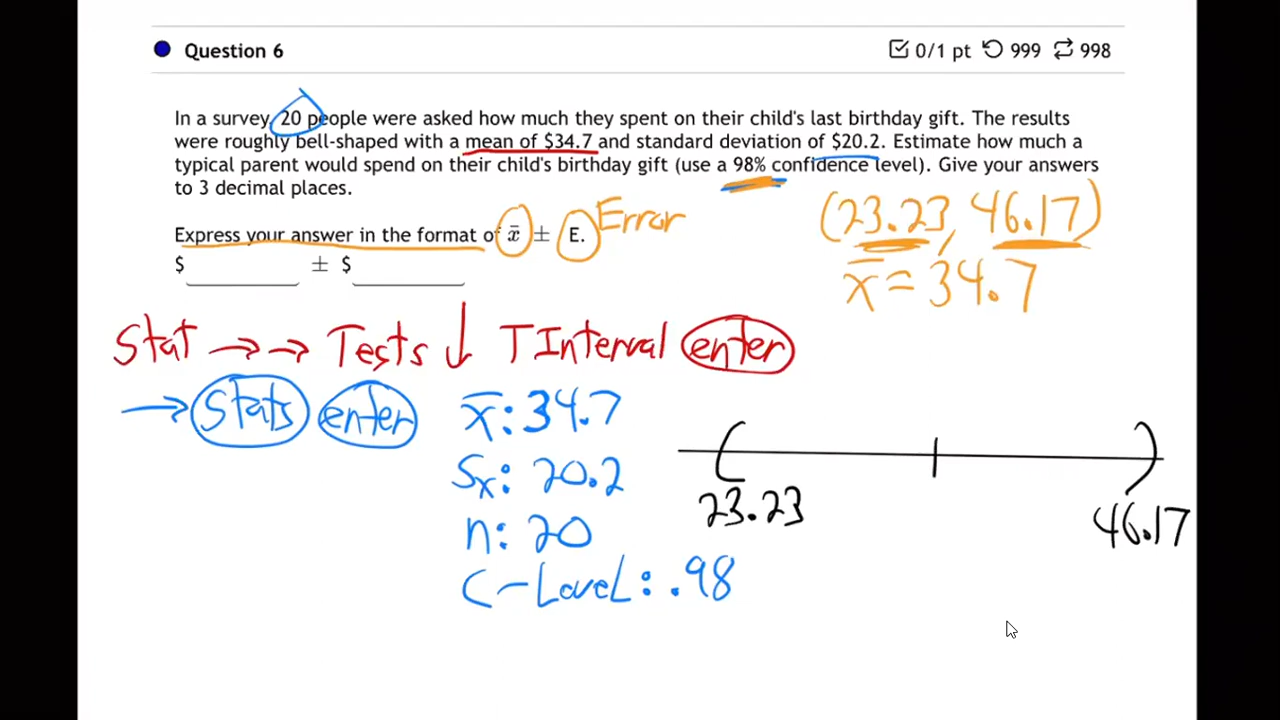 Question 6
0/1 pt 999 998
In a survey, 20 people were asked how much they spent on their child's last birthday gift. The results
were roughly bell-shaped with a mean of $34.7 and standard deviation of $20.2. Estimate how much a
typical parent would spend on their child's birthday gift (use a 98% confidence level). Give your answers
to 3 decimal places.
(23.23, 46.17)
Express your answer in the format of x̄ ± E. Error
$ ± $
x̄ = 34.7
Stat →→ Tests ↓ TInterval enter
→ Stats enter
x̄: 34.7
Sx: 20.2
n: 20
C-Level: .98
23.23
46.17